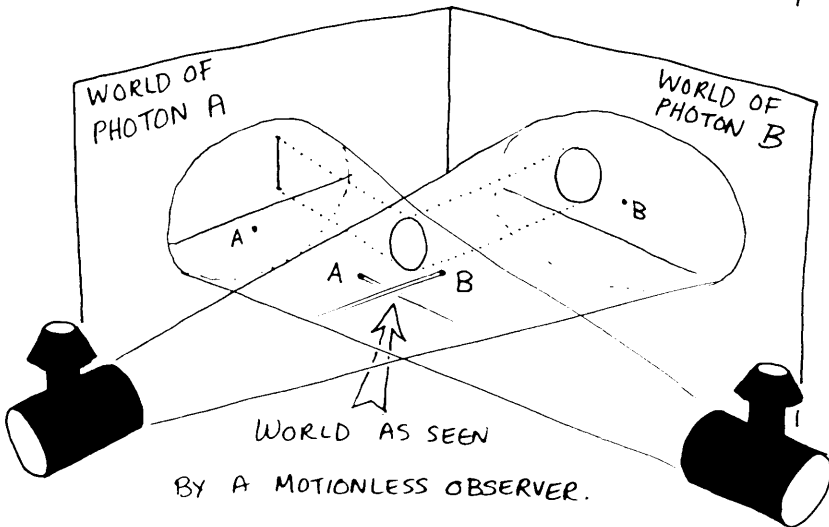 WORLD OF
PHOTON A
WORLD OF
PHOTON B
A
B
A
B
WORLD AS SEEN
BY A MOTIONLESS OBSERVER.